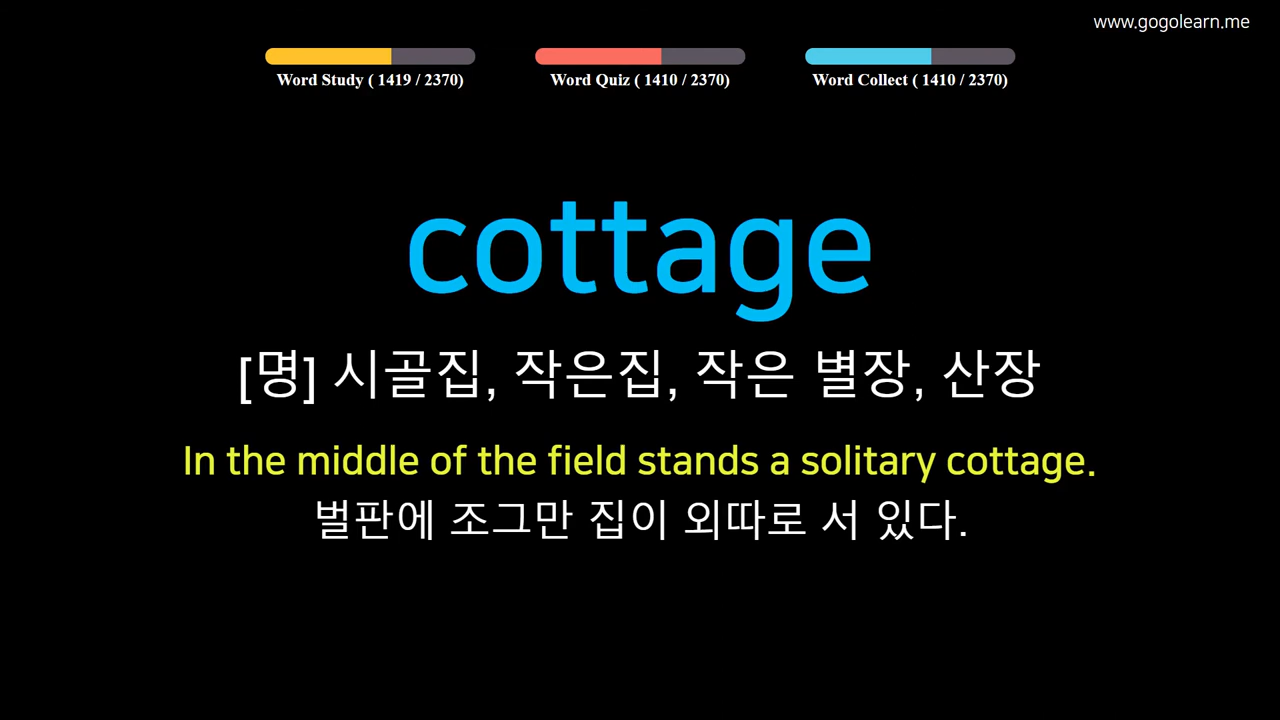 www.gogolearn.me
Word Study ( 1419 / 2370)
Word Quiz ( 1410 / 2370)
Word Collect ( 1410 / 2370)
cottage
[명] 시골집, 작은집, 작은 별장, 산장
In the middle of the field stands a solitary cottage.
벌판에 조그만 집이 외따로 서 있다.